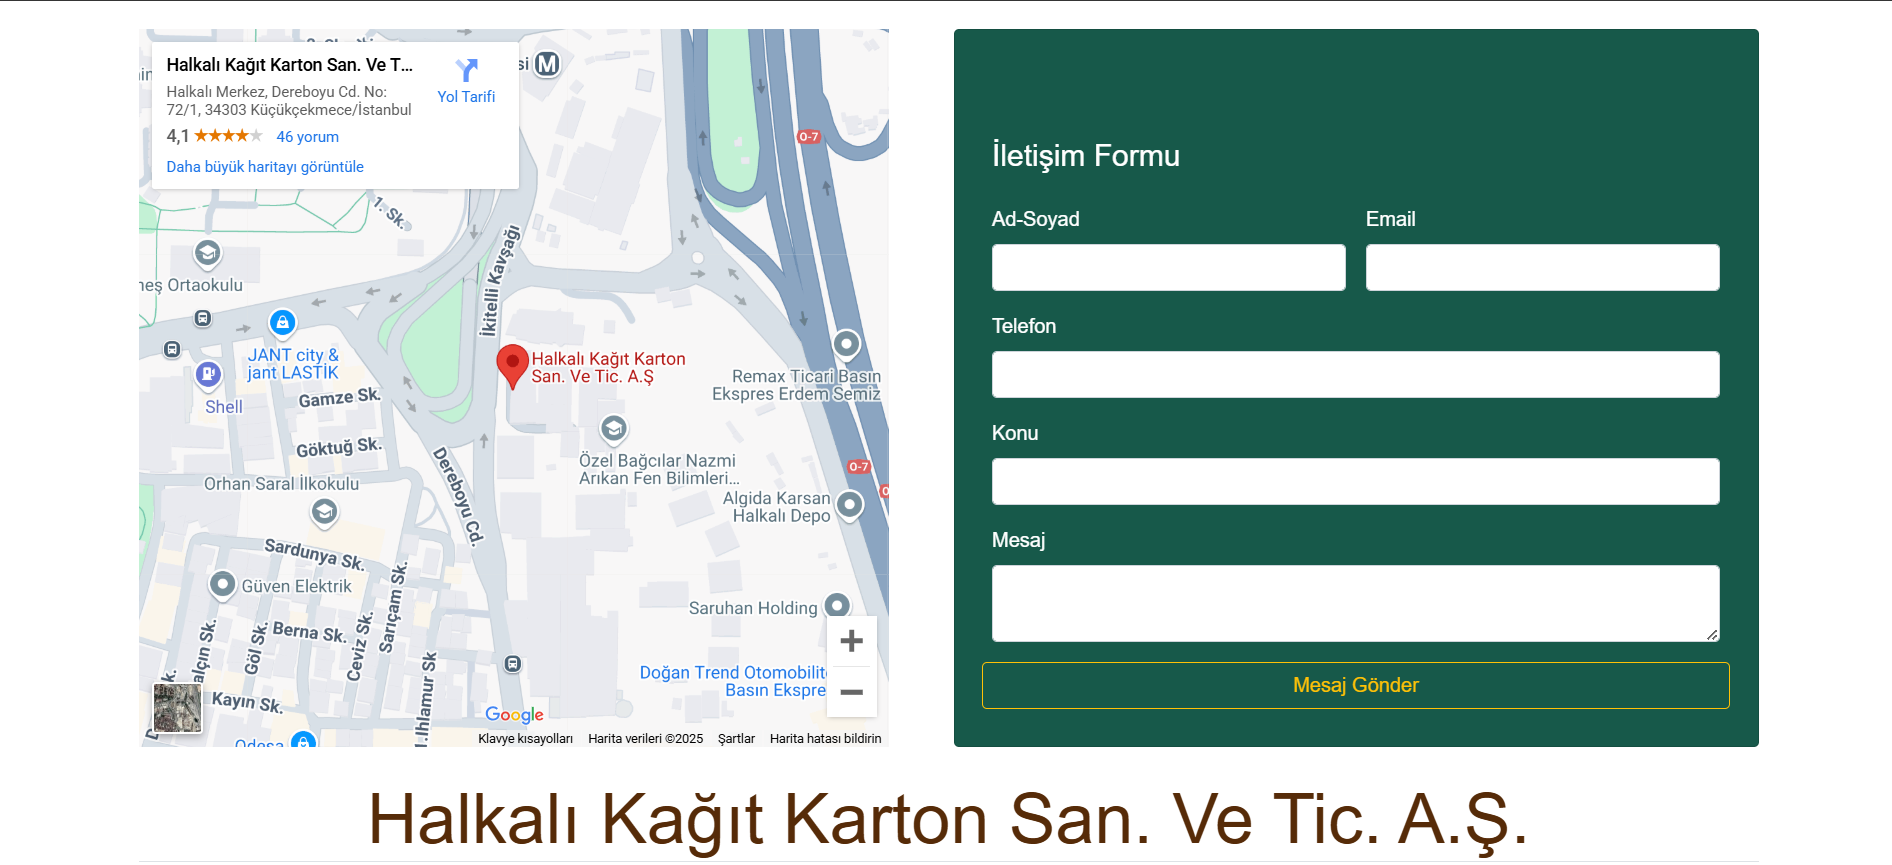 Halkalı Kağıt Karton San. Ve T...
Halkalı Merkez, Dereboyu Cd. No:
72/1, 34303 Küçükçekmece/İstanbul
4,1
46 yorum
Daha büyük haritayı görüntüle
Yol Tarifi
si
M
O-7
1. Sk.
İkitelli Kavşağı
neş Ortaokulu
JANT city &
jant LASTİK
Shell
Gamze Sk.
Göktuğ Sk.
Halkalı Kağıt Karton
San. Ve Tic. A.Ş
Remax Ticari Basın
Ekspres Erdem Semiz
Özel Bağcılar Nazmi
Arıkan Fen Bilimleri...
O-7
Algida Karsan
Halkalı Depo
Orhan Saral İlkokulu
Dereboyu Cd.
Sardunya Sk.
Güven Elektrik
Sarıçam Sk.
Saruhan Holding
Berna Sk.
Göl Sk.
Ceviz Sk.
alçın Sk.
Kayın Sk.
1.Ihlamur Sk
Doğan Trend Otomobilite
Basın Ekspre
Odesa
Google
Klavye kısayolları
Harita verileri ©2025
Şartlar
Harita hatası bildirin
İletişim Formu
Ad-Soyad
Email
Telefon
Konu
Mesaj
Mesaj Gönder
Halkalı Kağıt Karton San. Ve Tic. A.Ş.